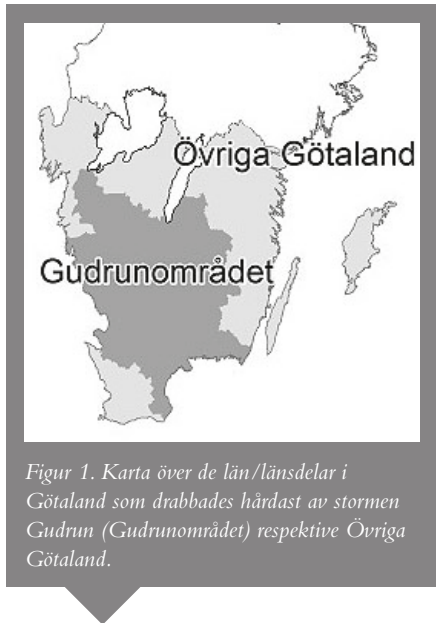 Övriga Götaland
Gudrunområdet
Figur 1. Karta över de län/länsdelar i
Götaland som drabbades hårdast av stormen
Gudrun (Gudrunområdet) respektive Övriga
Götaland.